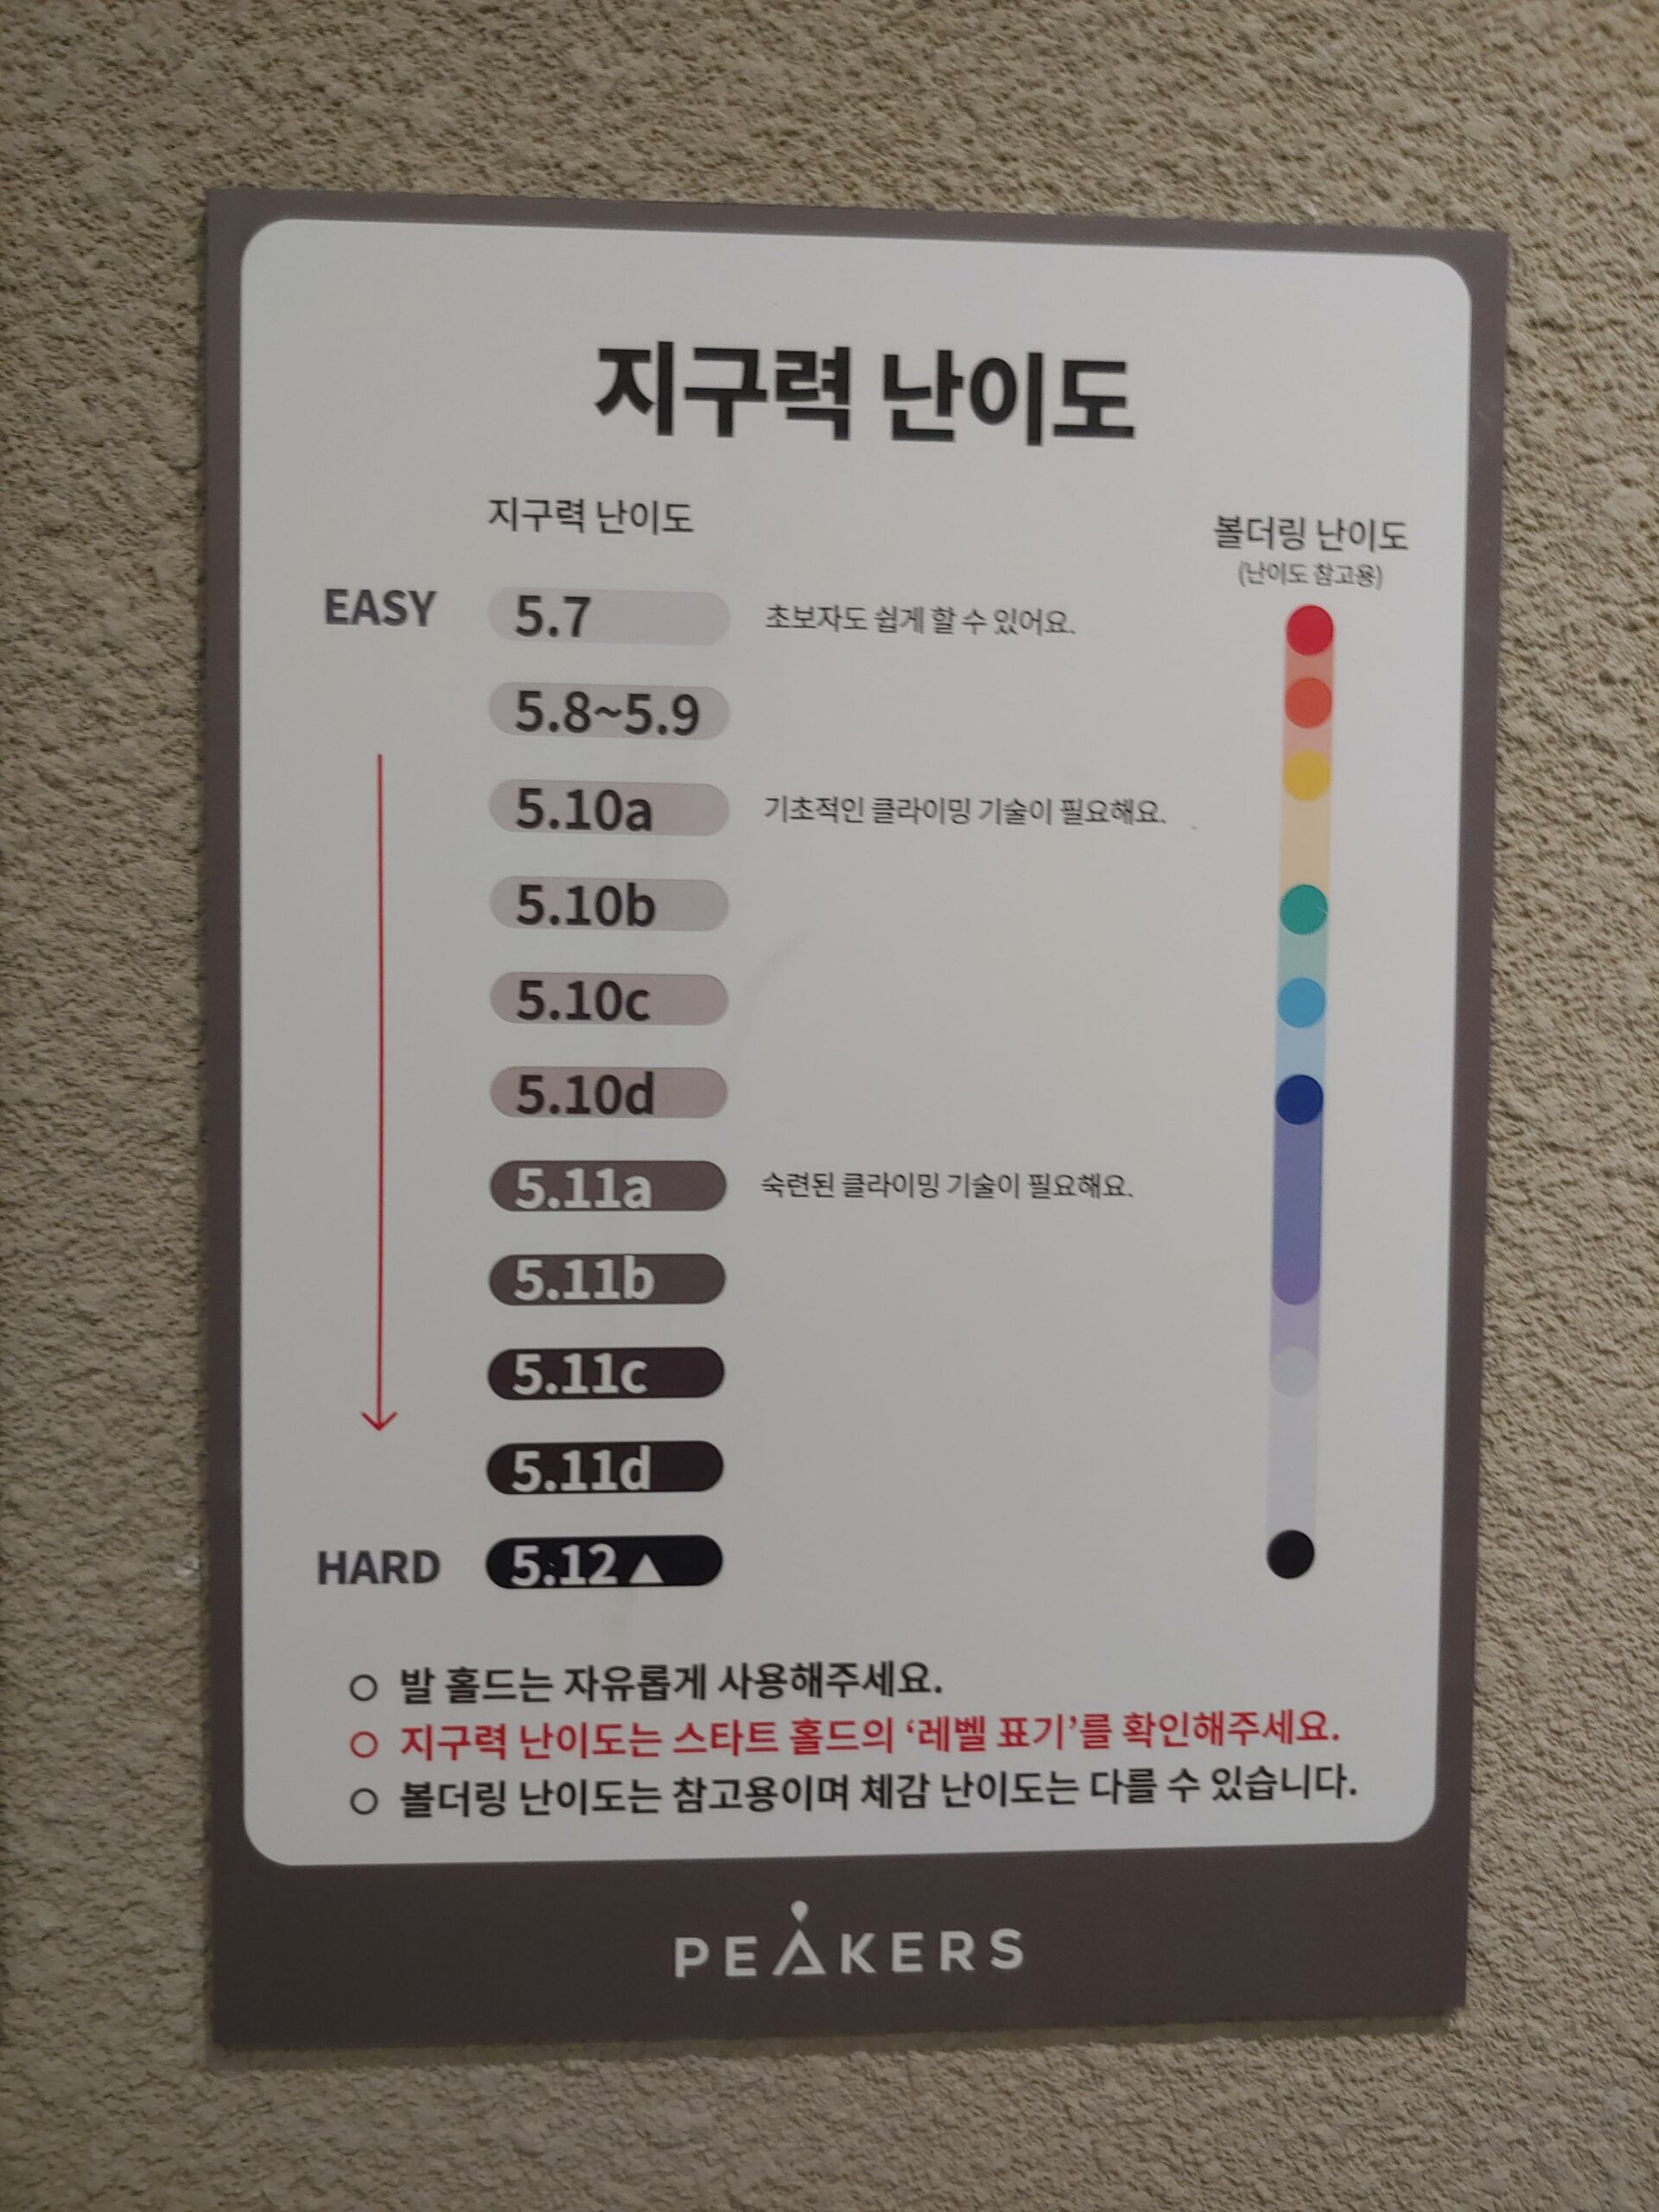 지구력 난이도
지구력 난이도
볼더링 난이도
(난이도 참고용)
EASY 5.7 초보자도 쉽게 할 수 있어요.
5.8~5.9
5.10a 기초적인 클라이밍 기술이 필요해요.
5.10b
5.10c
5.10d
5.11a 숙련된 클라이밍 기술이 필요해요.
5.11b
5.11c
5.11d
HARD 5.12▲
○ 발 홀드는 자유롭게 사용해주세요.
○ 지구력 난이도는 스타트 홀드의 ‘레벨 표기’를 확인해주세요.
○ 볼더링 난이도는 참고용이며 체감 난이도는 다를 수 있습니다.
PEAKERS